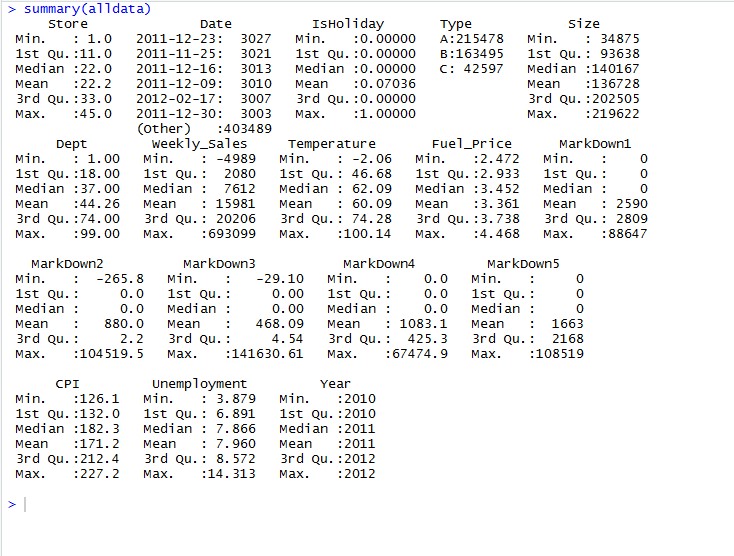 > summary(alldata)
Store Date IsHoliday Type Size
Min. : 1.0 2011-12-23: 3027 Min. :0.00000 A:215478 Min. : 34875
1st Qu.:11.0 2011-11-25: 3021 1st Qu.:0.00000 B:163495 1st Qu.: 93638
Median :22.0 2011-12-16: 3013 Median :0.00000 C: 42597 Median :140167
Mean :22.2 2011-12-09: 3010 Mean :0.07036 Mean :136728
3rd Qu.:33.0 2012-02-17: 3007 3rd Qu.:0.00000 3rd Qu.:202505
Max. :45.0 2011-12-30: 3003 Max. :1.00000 Max. :219622
(Other) :403489
Dept Weekly_Sales Temperature Fuel_Price MarkDown1
Min. : 1.00 Min. : -4989 Min. : -2.06 Min. :2.472 Min. : 0
1st Qu.:18.00 1st Qu.: 2080 1st Qu.: 46.68 1st Qu.:2.933 1st Qu.: 0
Median :37.00 Median : 7612 Median : 62.09 Median :3.452 Median : 0
Mean :44.26 Mean : 15981 Mean : 60.09 Mean :3.361 Mean : 2590
3rd Qu.:74.00 3rd Qu.: 20206 3rd Qu.: 74.28 3rd Qu.:3.738 3rd Qu.: 2809
Max. :99.00 Max. :693099 Max. :100.14 Max. :4.468 Max. :88647
MarkDown2 MarkDown3 MarkDown4 MarkDown5
Min. : -265.8 Min. : -29.10 Min. : 0.0 Min. : 0
1st Qu.: 0.0 1st Qu.: 0.00 1st Qu.: 0.0 1st Qu.: 0
Median : 0.0 Median : 0.00 Median : 0.0 Median : 0
Mean : 880.0 Mean : 468.09 Mean : 1083.1 Mean : 1663
3rd Qu.: 2.2 3rd Qu.: 4.54 3rd Qu.: 425.3 3rd Qu.: 2168
Max. :104519.5 Max. :141630.61 Max. :67474.9 Max. :108519
CPI Unemployment Year
Min. :126.1 Min. : 3.879 Min. :2010
1st Qu.:132.0 1st Qu.: 6.891 1st Qu.:2010
Median :182.3 Median : 7.866 Median :2011
Mean :171.2 Mean : 7.960 Mean :2011
3rd Qu.:212.4 3rd Qu.: 8.572 3rd Qu.:2012
Max. :227.2 Max. :14.313 Max. :2012
>